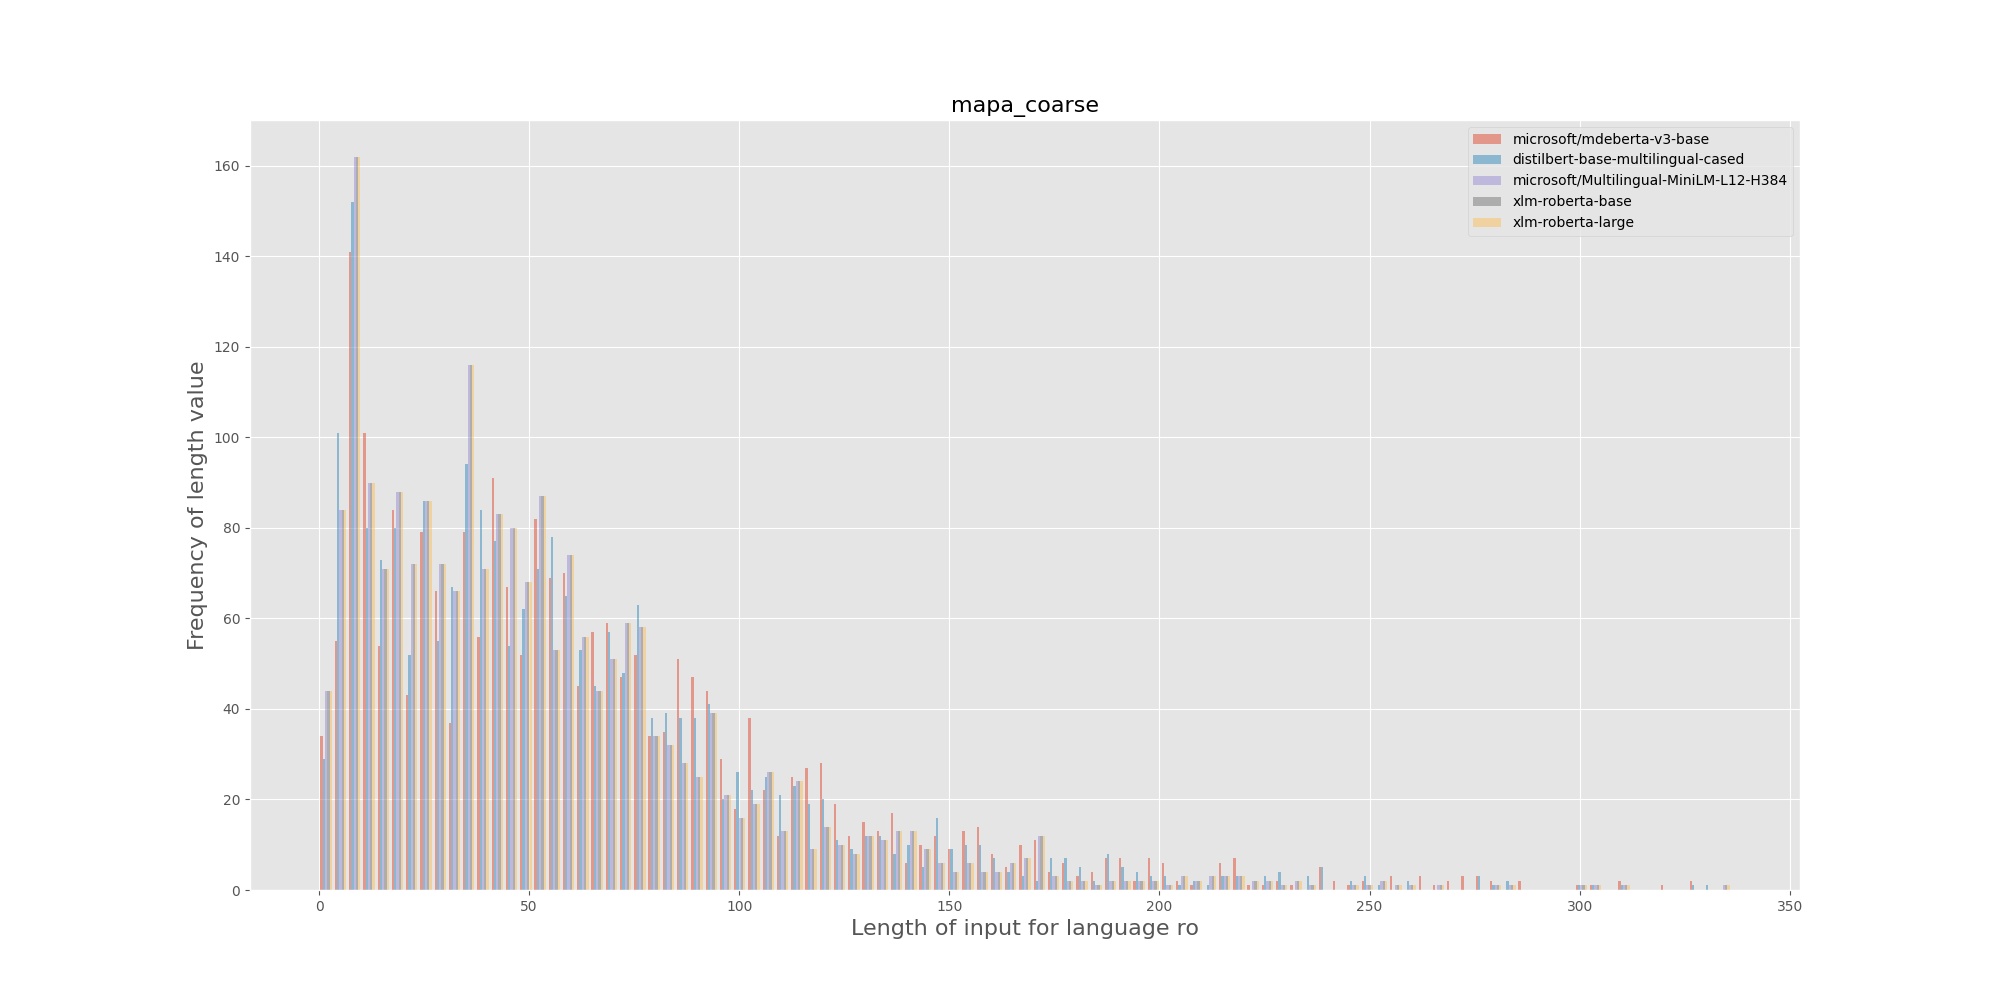 mapa_coarse
microsoft/mdeberta-v3-base
distilbert-base-multilingual-cased
microsoft/Multilingual-MiniLM-L12-H384
xlm-roberta-base
xlm-roberta-large
Frequency of length value
160
140
120
100
80
60
40
20
0
0 50 100 150 200 250 300 350
Length of input for language ro